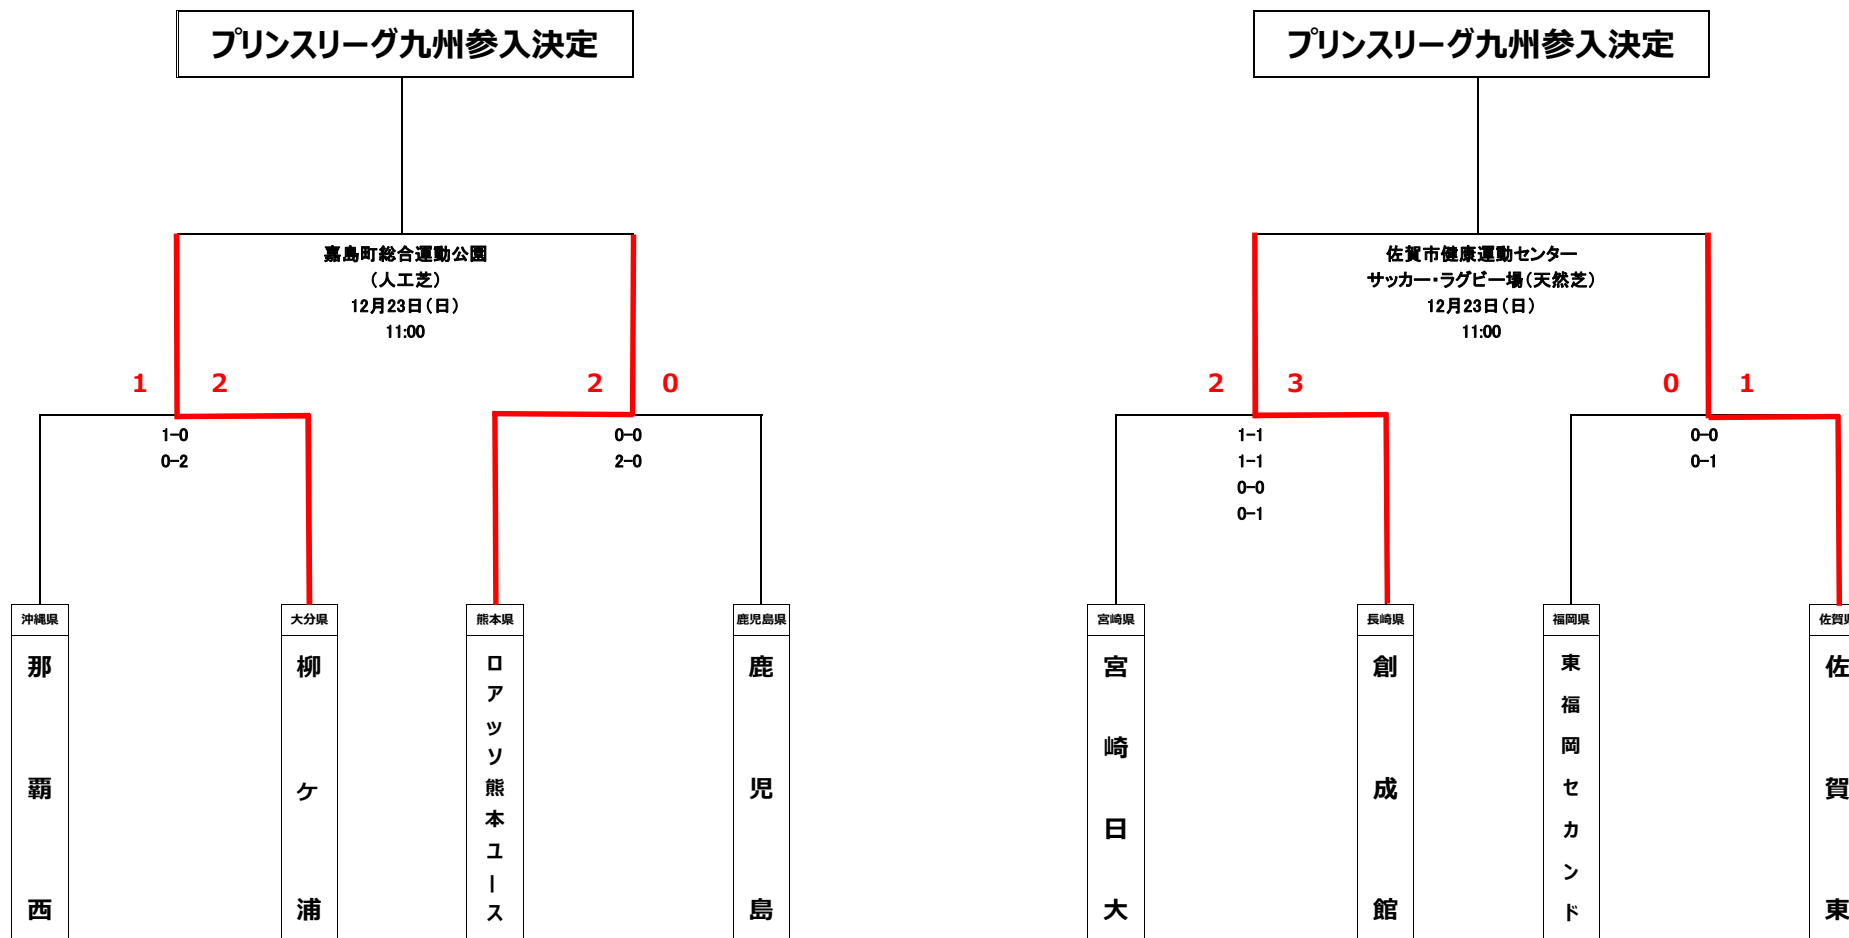 プリンスリーグ九州参入決定
プリンスリーグ九州参入決定
嘉島町総合運動公園
（人工芝）
12月23日（日）
11:00
佐賀市健康運動センター
サッカー・ラグビー場（天然芝）
12月23日（日）
11:00
1 2
2 0
2 3
0 1
1-0
0-2
0-0
2-0
1-1
1-1
0-0
0-1
0-0
0-1
沖縄県
那覇西
大分県
柳ケ浦
熊本県
ロアッソ熊本ユース
鹿児島県
鹿児島
宮崎県
宮崎日大
長崎県
創成館
福岡県
東福岡セカンド
佐賀県
佐賀東